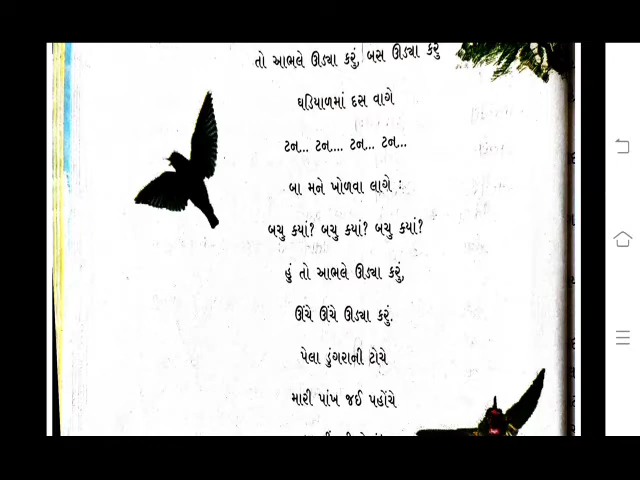 તો આભલે ઊડ્યા કરું, બસ ઊડ્યા કરું
ઘડિયાળમાં દસ વાગે
ટન... ટન.... ટન... ટન...
બા મને ખોળવા લાગે :
બચુ ક્યાં? બચુ ક્યાં? બચુ ક્યાં?
હું તો આભલે ઊડ્યા કરું,
ઊંચે ઊંચે ઊડ્યા કરું.
પેલા ડુંગરાની ટોચે
મારી પાંખ જઈ પહોંચે